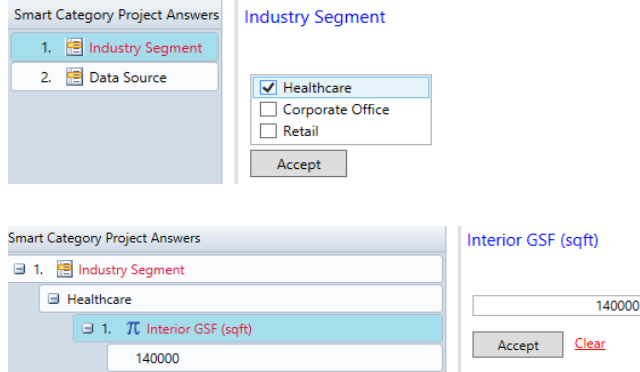 Smart Category Project Answers
1. Industry Segment
2. Data Source
Industry Segment
Healthcare
Corporate Office
Retail
Accept
Smart Category Project Answers
1. Industry Segment
Healthcare
1. π Interior GSF (sqft)
140000
Interior GSF (sqft)
140000
Accept Clear